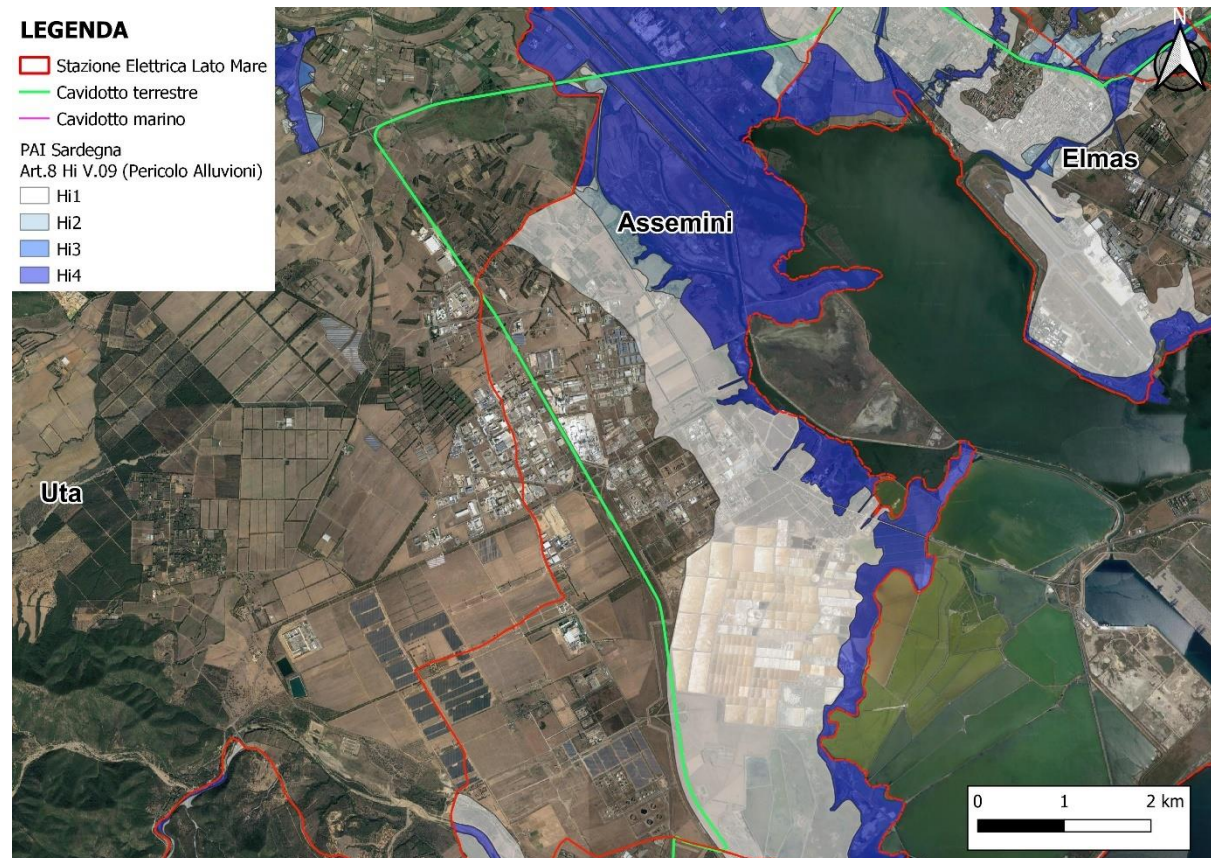 LEGENDA
Stazione Elettrica Lato Mare
Cavidotto terrestre
Cavidotto marino
PAI Sardegna
Art.8 Hi V.09 (Pericolo Alluvioni)
Hi1
Hi2
Hi3
Hi4
N
Elmas
Assemini
Uta
0 1 2 km